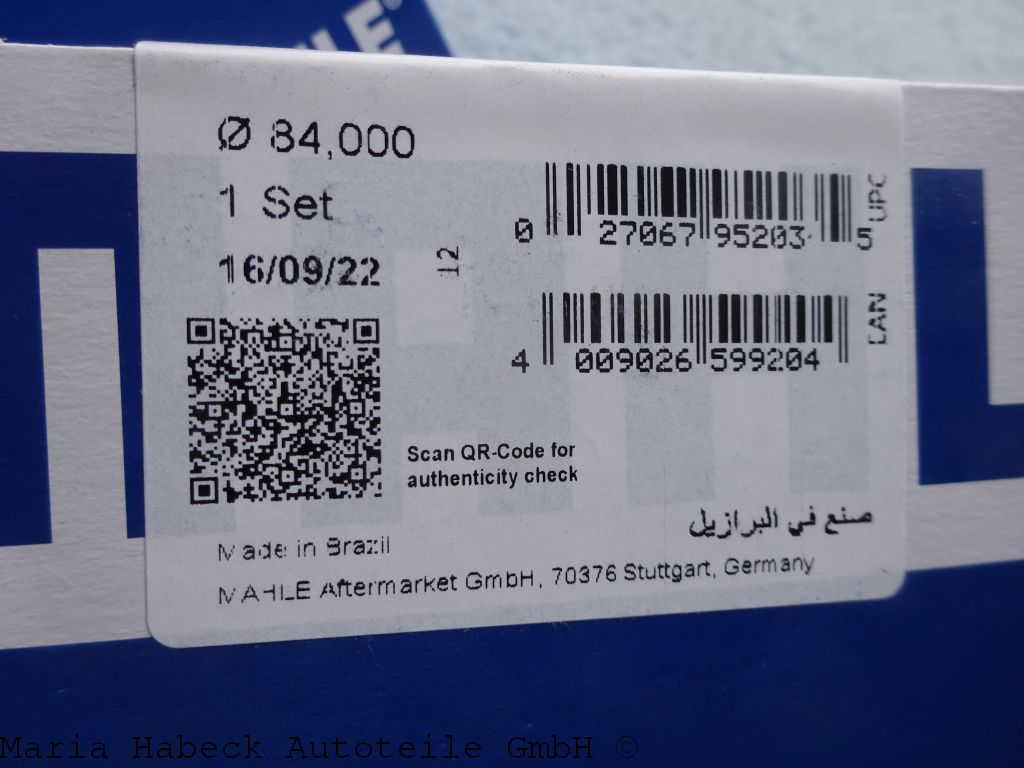 Ø 84,000
1 Set
16/09/22
12
0 27067 95203 5
UPC
4 009026 599204
EAN
Scan QR-Code for
authenticity check
صنع في البرازيل
Made in Brazil
MAHLE Aftermarket GmbH, 70376 Stuttgart, Germany
Maria Habeck Autoteile GmbH ©